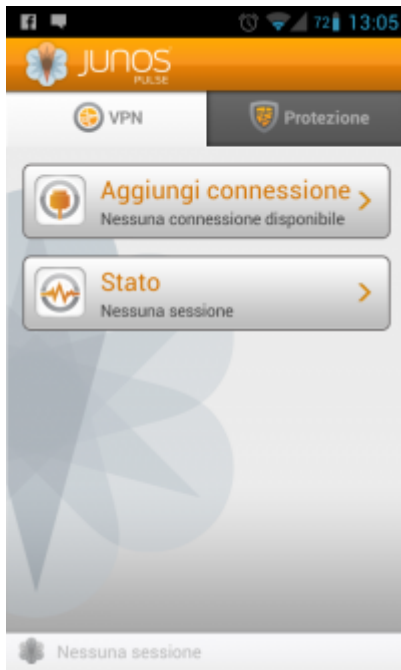 72 13:05
JUNOS
PULSE
VPN
Protezione
Aggiungi connessione
Nessuna connessione disponibile
Stato
Nessuna sessione
Nessuna sessione